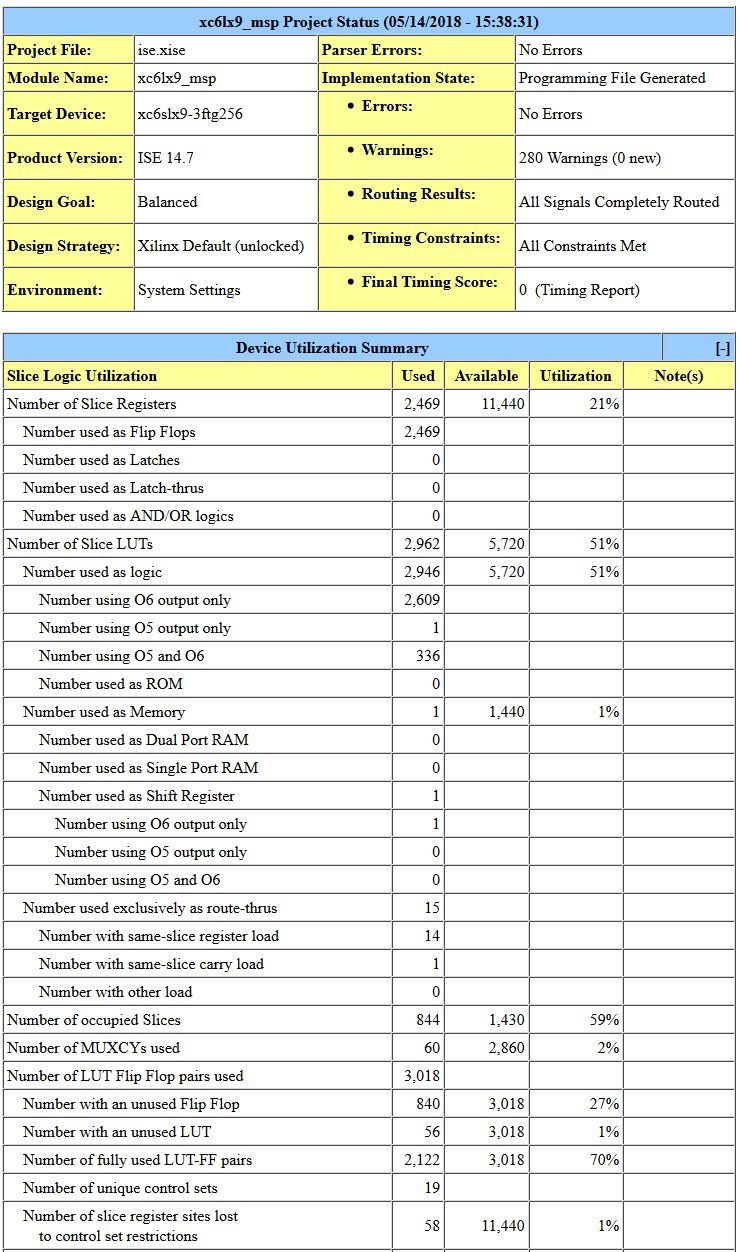 xc6lx9_msp Project Status (05/14/2018 - 15:38:31)
Project File: ise.xise Parser Errors: No Errors
Module Name: xc6lx9_msp Implementation State: Programming File Generated
Target Device: xc6slx9-3ftg256 • Errors: No Errors
Product Version: ISE 14.7 • Warnings: 280 Warnings (0 new)
Design Goal: Balanced • Routing Results: All Signals Completely Routed
Design Strategy: Xilinx Default (unlocked) • Timing Constraints: All Constraints Met
Environment: System Settings • Final Timing Score: 0 (Timing Report)
Device Utilization Summary [-]
Slice Logic Utilization Used Available Utilization Note(s)
Number of Slice Registers 2,469 11,440 21%
Number used as Flip Flops 2,469
Number used as Latches 0
Number used as Latch-thrus 0
Number used as AND/OR logics 0
Number of Slice LUTs 2,962 5,720 51%
Number used as logic 2,946 5,720 51%
Number using O6 output only 2,609
Number using O5 output only 1
Number using O5 and O6 336
Number used as ROM 0
Number used as Memory 1 1,440 1%
Number used as Dual Port RAM 0
Number used as Single Port RAM 0
Number used as Shift Register 1
Number using O6 output only 1
Number using O5 output only 0
Number using O5 and O6 0
Number used exclusively as route-thrus 15
Number with same-slice register load 14
Number with same-slice carry load 1
Number with other load 0
Number of occupied Slices 844 1,430 59%
Number of MUXCYs used 60 2,860 2%
Number of LUT Flip Flop pairs used 3,018
Number with an unused Flip Flop 840 3,018 27%
Number with an unused LUT 56 3,018 1%
Number of fully used LUT-FF pairs 2,122 3,018 70%
Number of unique control sets 19
Number of slice register sites lost
to control set restrictions 58 11,440 1%